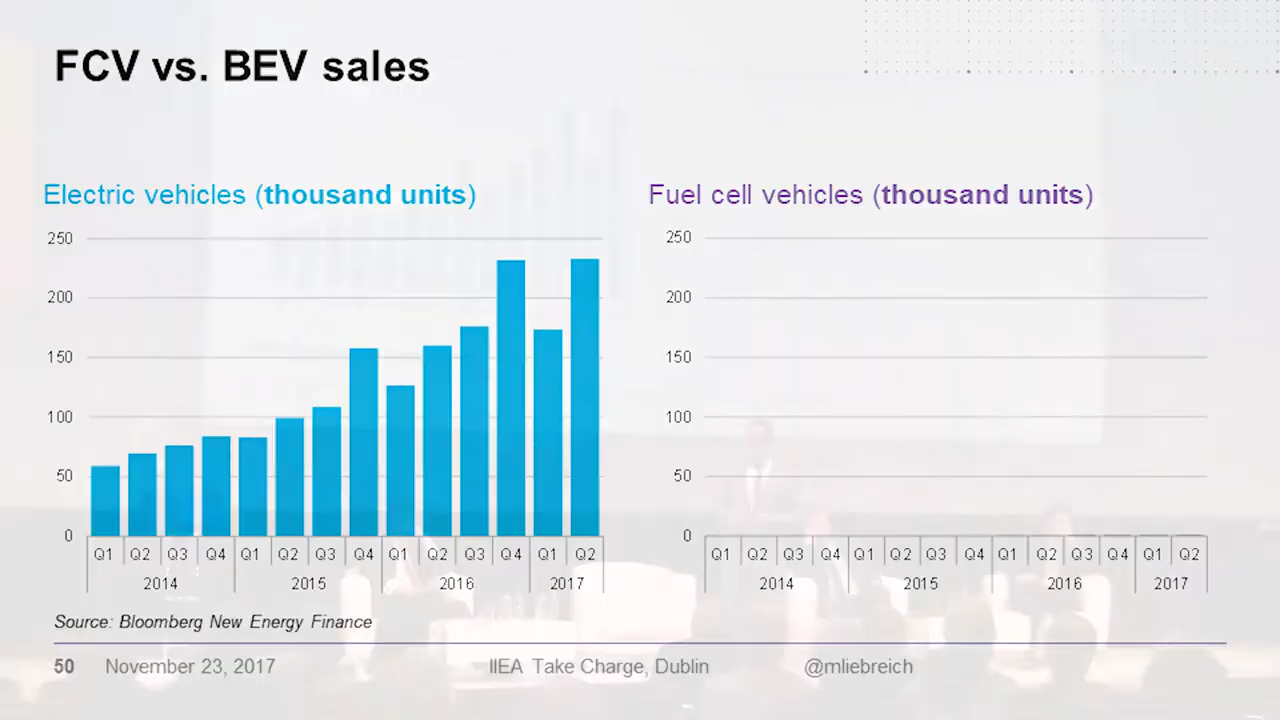 FCV vs. BEV sales
Electric vehicles (thousand units)
250
200
150
100
50
0
Q1 Q2 Q3 Q4 Q1 Q2 Q3 Q4 Q1 Q2 Q3 Q4 Q1 Q2
2014 2015 2016 2017
Fuel cell vehicles (thousand units)
250
200
150
100
50
0
Q1 Q2 Q3 Q4 Q1 Q2 Q3 Q4 Q1 Q2 Q3 Q4 Q1 Q2
2014 2015 2016 2017
Source: Bloomberg New Energy Finance
50 November 23, 2017 IIEA Take Charge, Dublin @mliebreich